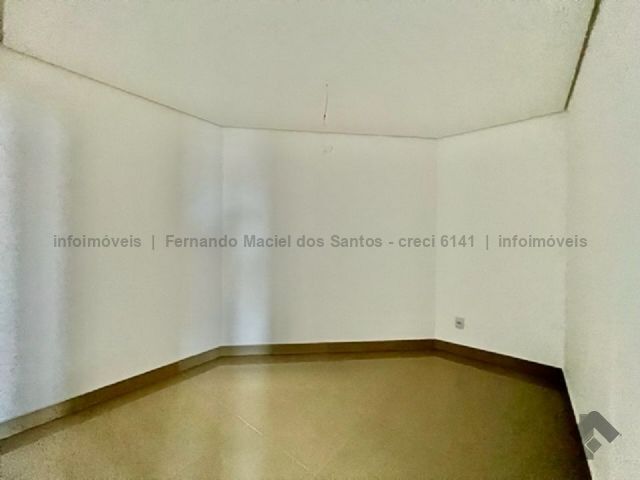 infoimóveis | Fernando Maciel dos Santos - creci 6141 | infoimóveis